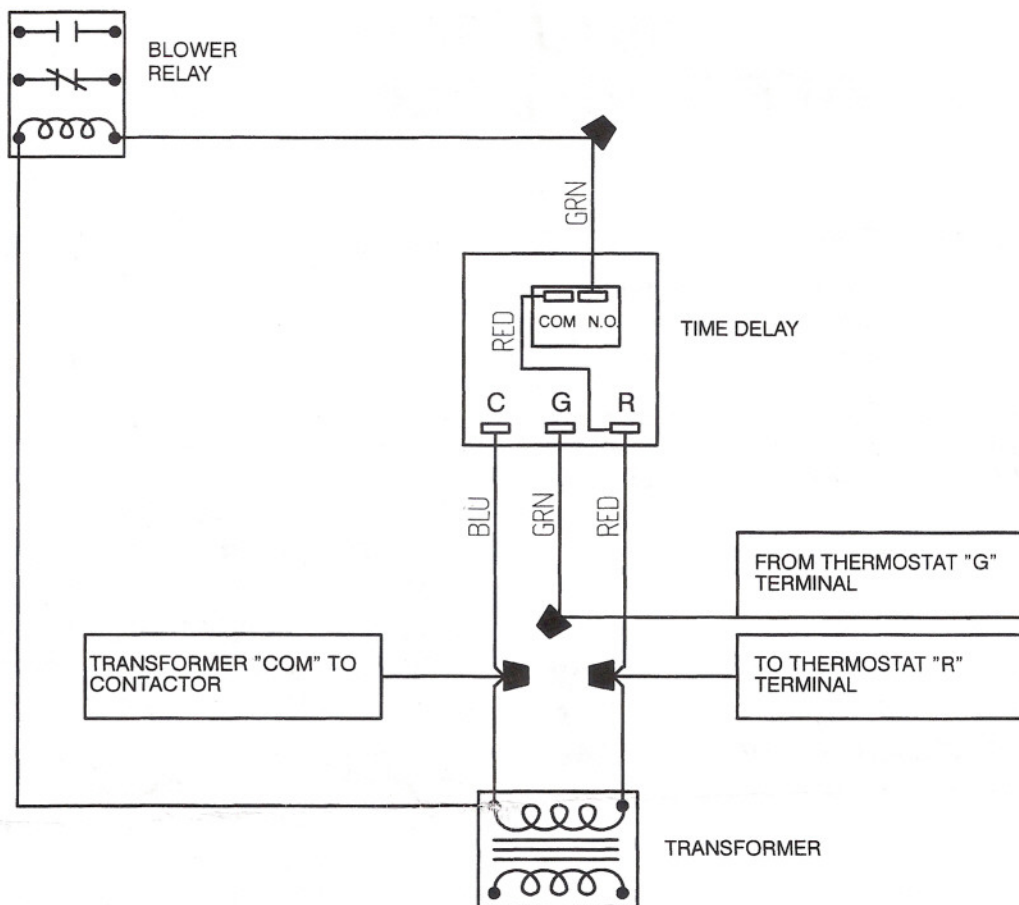 BLOWER
RELAY
GRN
COM N.O.
RED
TIME DELAY
C G R
BLU
GRN
RED
FROM THERMOSTAT "G"
TERMINAL
TRANSFORMER "COM" TO
CONTACTOR
TO THERMOSTAT "R"
TERMINAL
TRANSFORMER